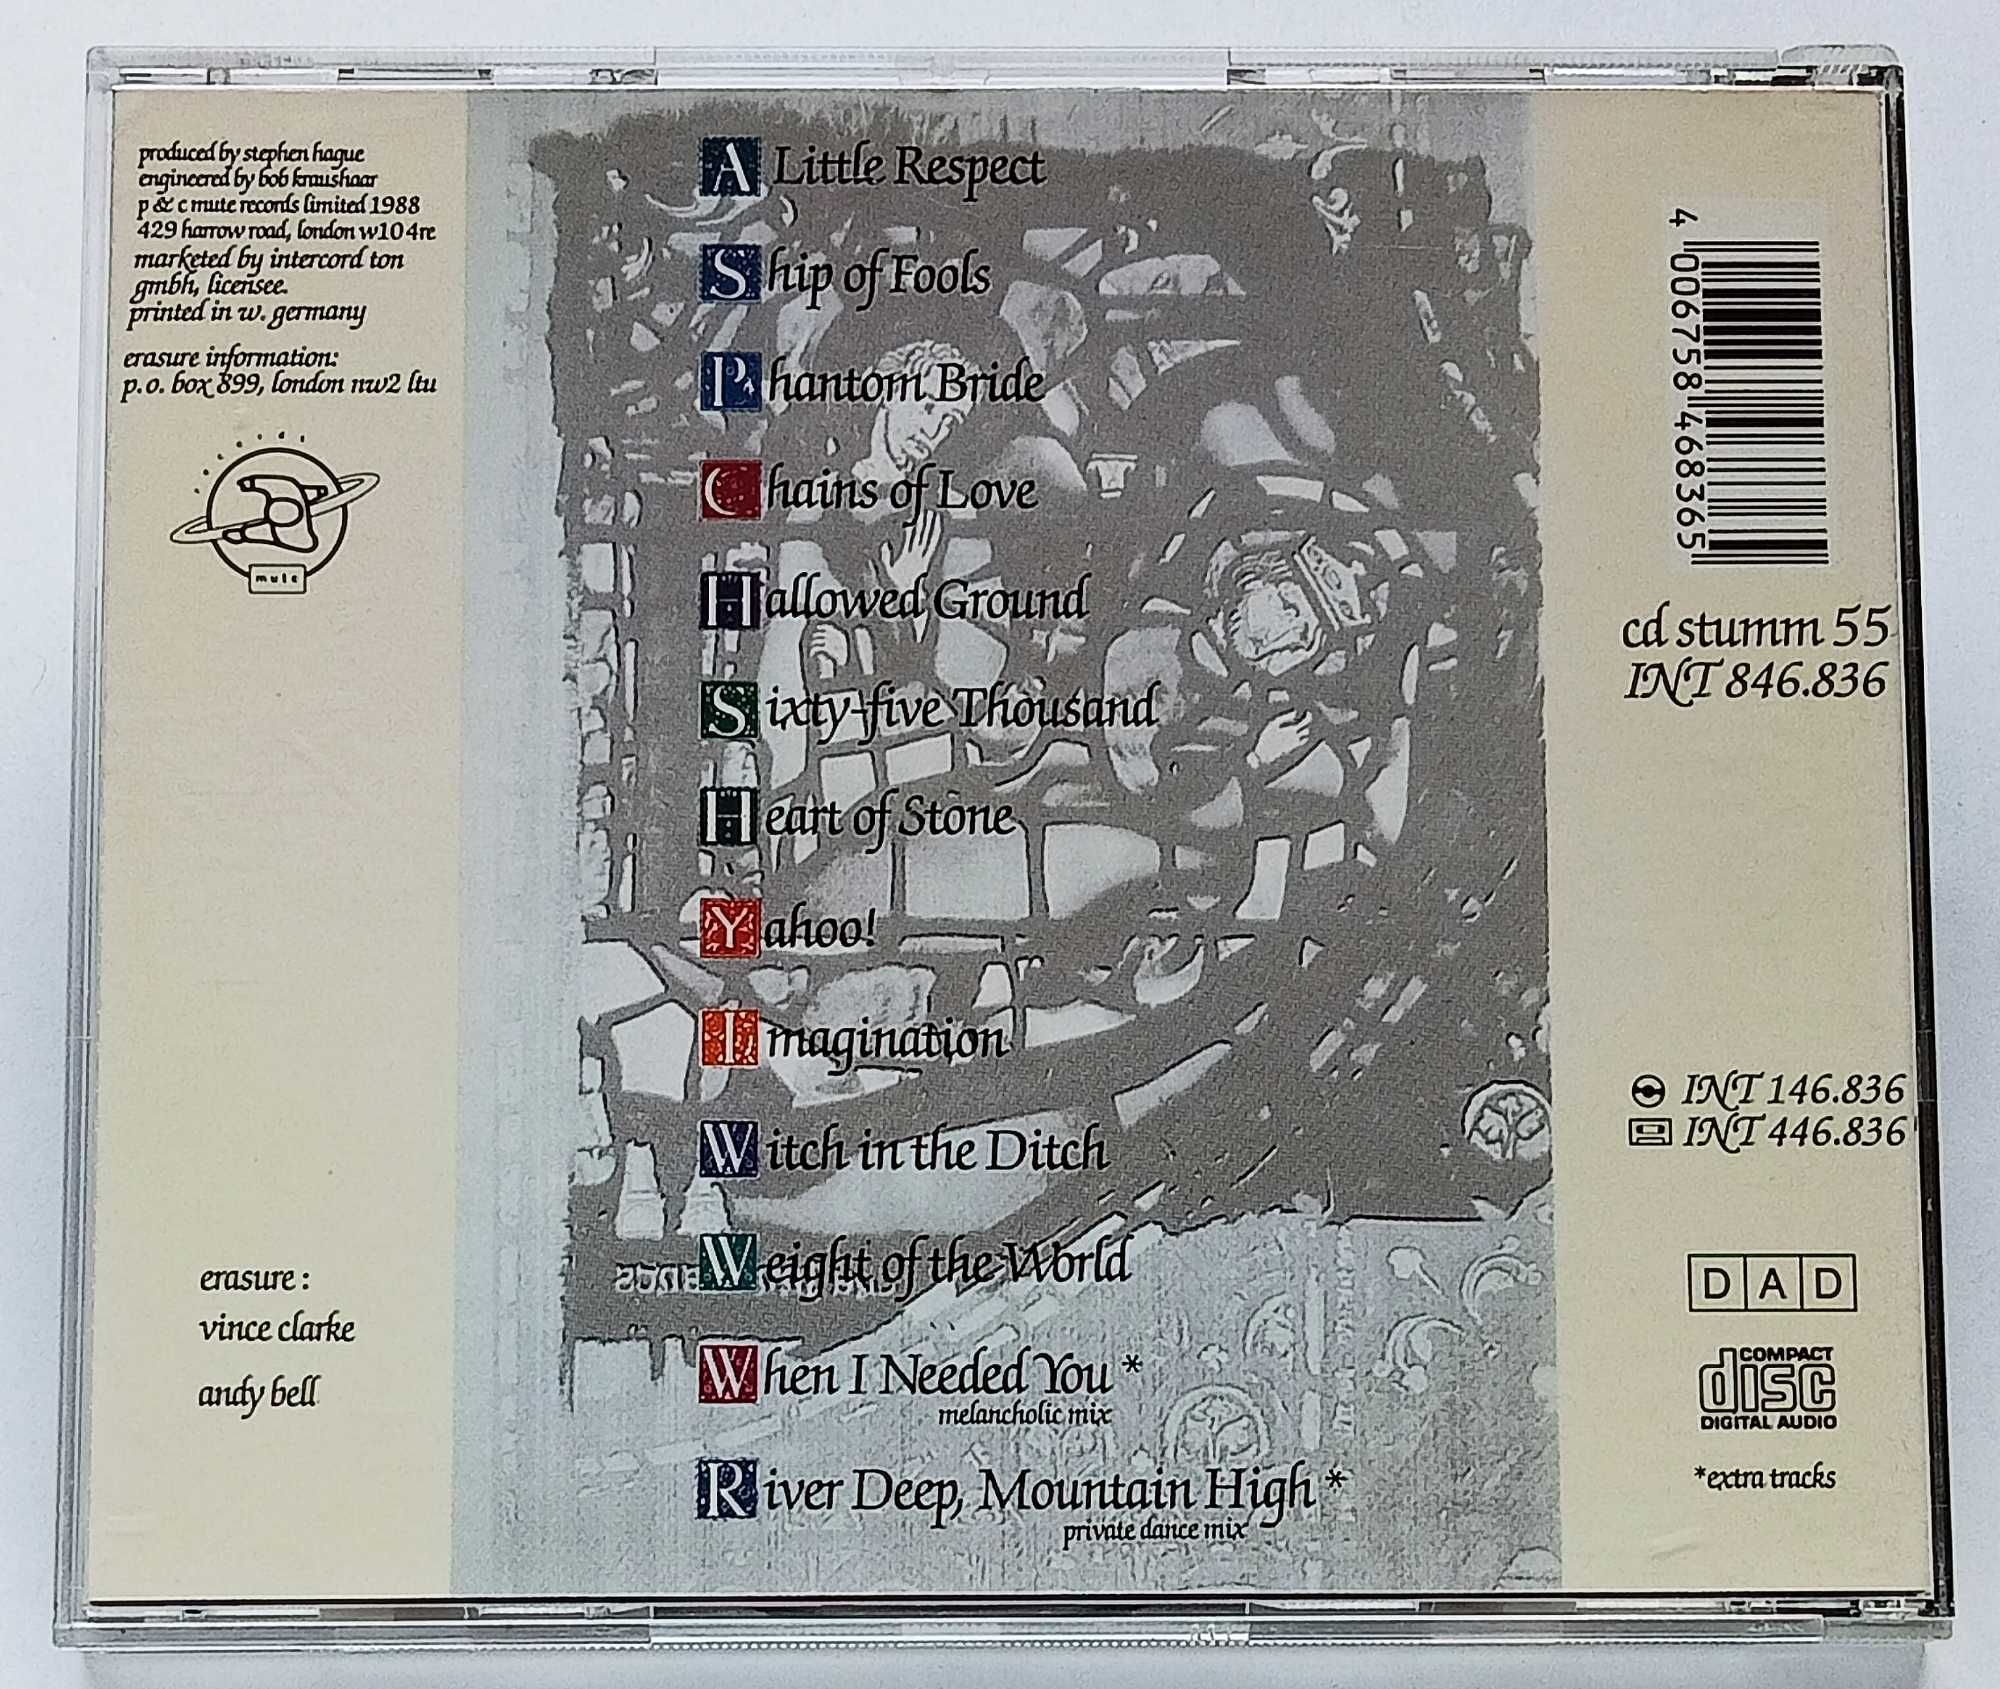 produced by stephen hague
engineered by bob kraushaar
p & c mute records limited 1988
429 harrow road, london w10 4re
marketed by intercord ton
gmbh, licensee.
printed in w. germany
erasure information:
p.o. box 899, london nw2 1tu
mute
erasure :
vince clarke
andy bell
A Little Respect
Ship of Fools
Phantom Bride
Chains of Love
Hallowed Ground
Sixty-five Thousand
Heart of Stone
Yahoo!
Imagination
Witch in the Ditch
Weight of the World
When I Needed You *
melancholic mix
River Deep, Mountain High *
private dance mix
4 006758 468365
cd stumm 55
INT 846.836
INT 146.836
INT 446.836
DAD
COMPACT
disc
DIGITAL AUDIO
*extra tracks